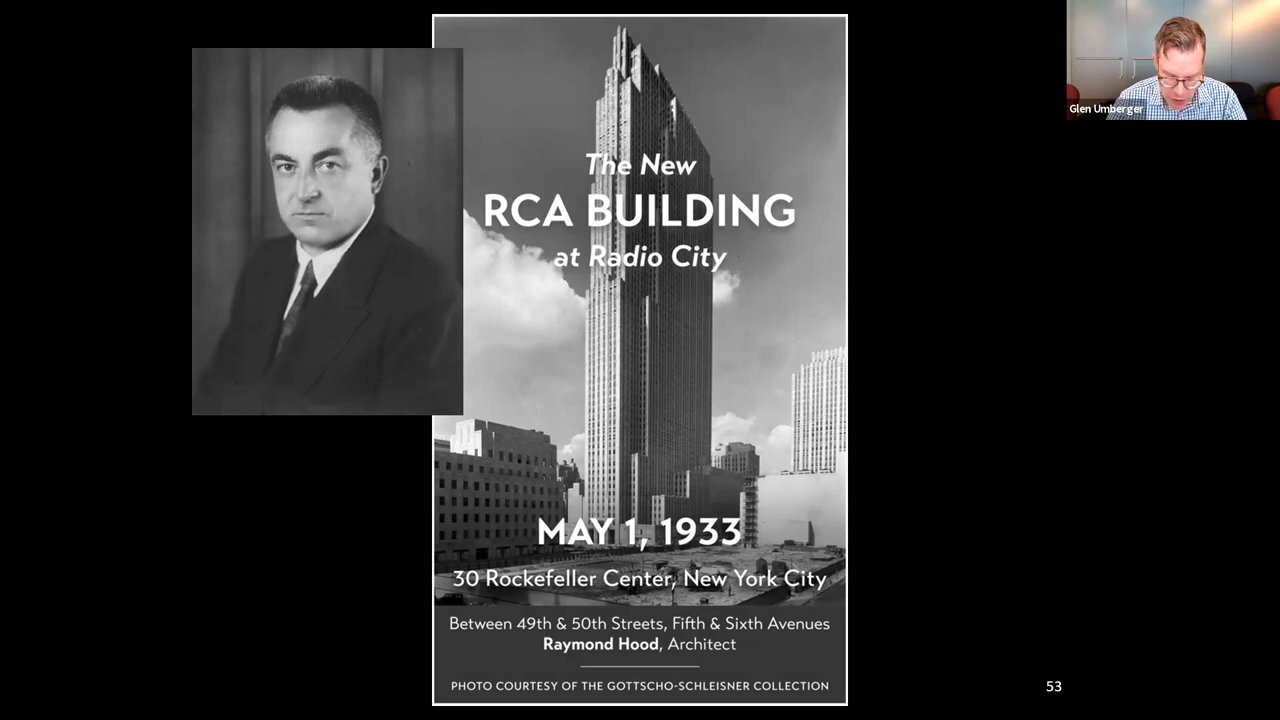 Glen Umberger
The New
RCA BUILDING
at Radio City
MAY 1, 1933
30 Rockefeller Center, New York City
Between 49th & 50th Streets, Fifth & Sixth Avenues
Raymond Hood, Architect
PHOTO COURTESY OF THE GOTTSCHO-SCHLEISNER COLLECTION
53